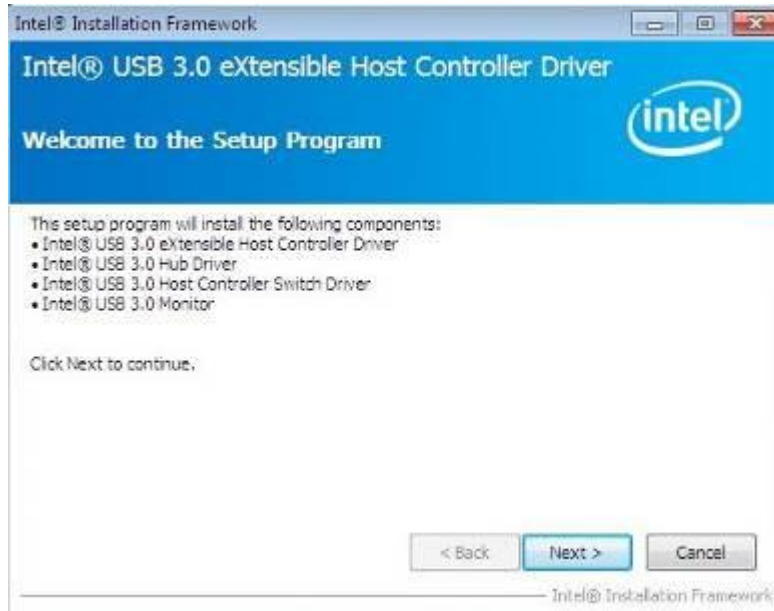 Intel® Installation Framework
Intel® USB 3.0 eXtensible Host Controller Driver
intel
Welcome to the Setup Program
This setup program will install the following components:
• Intel® USB 3.0 eXtensible Host Controller Driver
• Intel® USB 3.0 Hub Driver
• Intel® USB 3.0 Host Controller Switch Driver
• Intel® USB 3.0 Monitor
Click Next to continue.
< Back Next > Cancel
Intel® Installation Framework